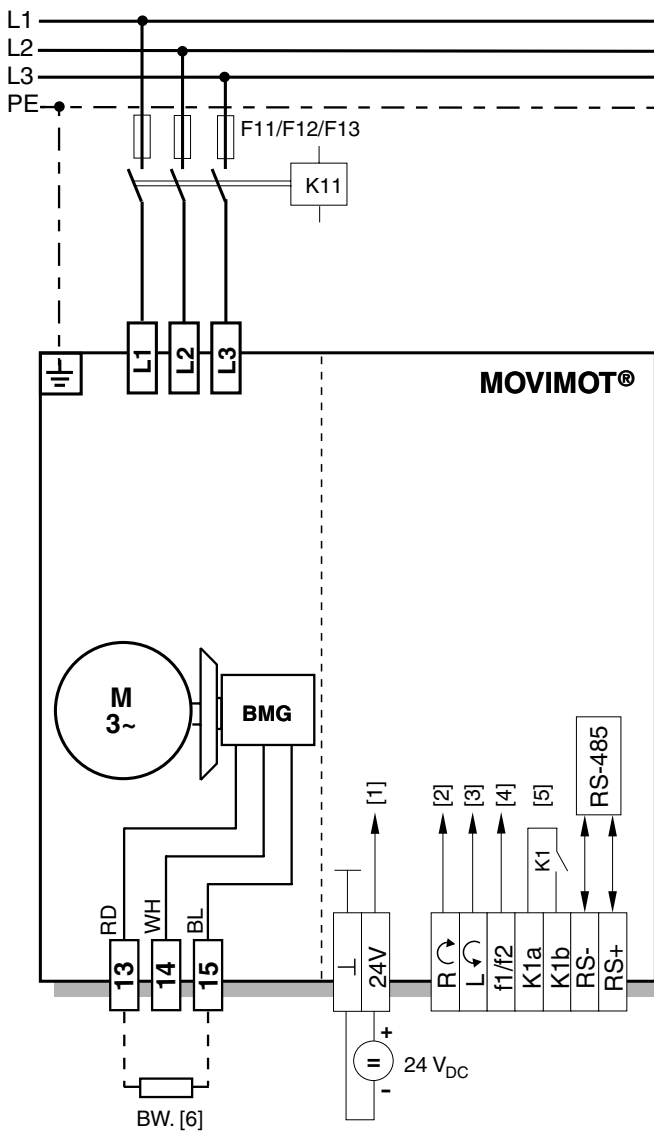 L1
L2
L3
PE
F11/F12/F13
K11
L1
L2
L3
MOVIMOT®
M
3~
BMG
RS-485
[1]
[2]
[3]
[4]
[5]
K1
RD
WH
BL
13
14
15
⊥
24V
R
L
f1/f2
K1a
K1b
RS-
RS+
+
=
-
24 VDC
BW. [6]